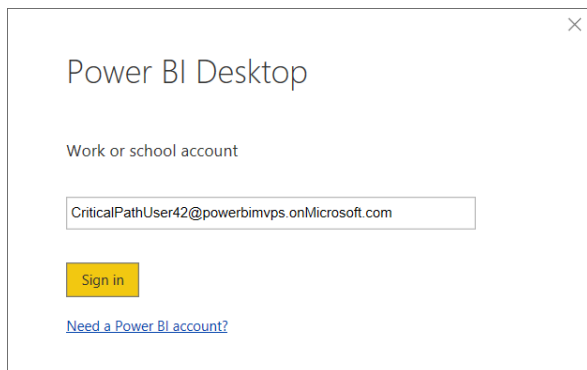 Power BI Desktop
Work or school account
CriticalPathUser42@powerbimvps.onMicrosoft.com
Sign in
Need a Power BI account?